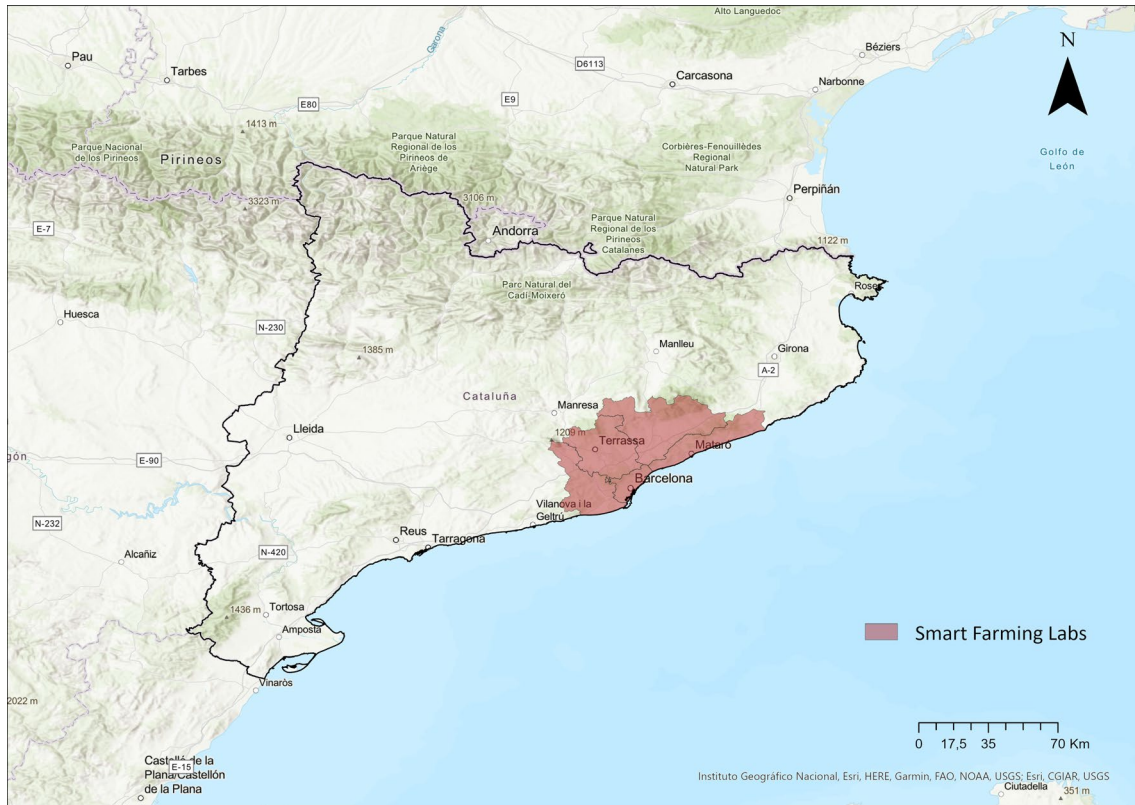 Alto Languedoc
Pau
Tarbes
Garona
D6113
Béziers
Carcasona
Narbonne
N
E80
E9
1413 m
Parque Nacional
de los Pirineos
Pirineos
Parque Natural
Regional de los
Pirineos de
Ariège
Corbières-Fenouillèdes
Regional
Natural Park
Golfo de
León
3323 m
3106 m
Perpiñán
E-7
Andorra
Parque Natural
Regional de los
Pirineos
Catalanes
1122 m
Parc Natural del
Cadí-Moixeró
Roses
Huesca
N-230
1385 m
Manlleu
Girona
A-2
Cataluña
Manresa
Lleida
1209 m
Terrassa
Mataró
gón
E-90
Barcelona
Vilanova i la
Geltrú
N-232
Reus
Tarragona
Alcañiz
N-420
1436 m
Tortosa
Amposta
Smart Farming Labs
Vinaròs
2022 m
0 17,5 35 70 Km
Castelló de la
Plana/Castellón
de la Plana
E-15
Instituto Geográfico Nacional, Esri, HERE, Garmin, FAO, NOAA, USGS; Esri, CGIAR, USGS
Ciutadella
351 m